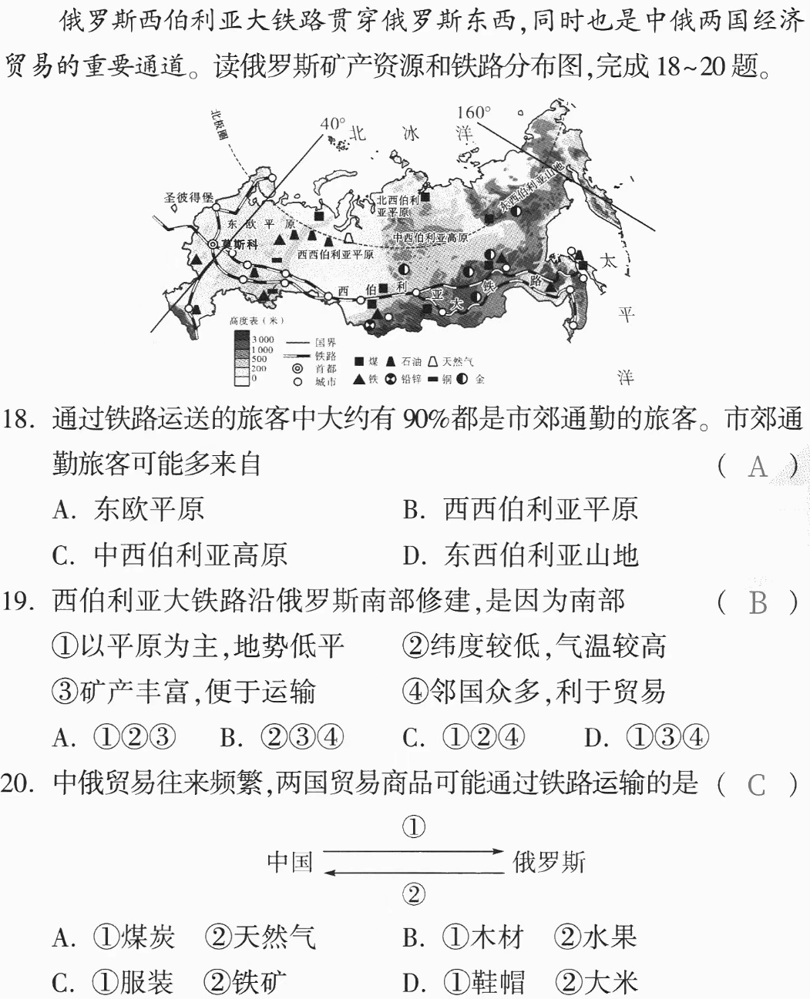 俄罗斯西伯利亚大铁路贯穿俄罗斯东西,同时也是中俄两国经济
贸易的重要通道。读俄罗斯矿产资源和铁路分布图,完成18~20题。
北极圈
40°
北冰洋
160°
圣彼得堡
北西伯利
亚平原
东西伯利亚山地
东欧平原
莫斯科
中西伯利亚高原
西西伯利亚平原
太平洋
西伯利亚大铁路
高度表(米)
3000
1000
500
200
0
国界
铁路
首都
城市
煤 石油 天然气
铁 铅锌 铜 金
18. 通过铁路运送的旅客中大约有90%都是市郊通勤的旅客。市郊通
勤旅客可能多来自 ( A )
A. 东欧平原 B. 西西伯利亚平原
C. 中西伯利亚高原 D. 东西伯利亚山地
19. 西伯利亚大铁路沿俄罗斯南部修建,是因为南部 ( B )
①以平原为主,地势低平 ②纬度较低,气温较高
③矿产丰富,便于运输 ④邻国众多,利于贸易
A. ①②③ B. ②③④ C. ①②④ D. ①③④
20. 中俄贸易往来频繁,两国贸易商品可能通过铁路运输的是 ( C )
①
中国 俄罗斯
②
A. ①煤炭 ②天然气 B. ①木材 ②水果
C. ①服装 ②铁矿 D. ①鞋帽 ②大米